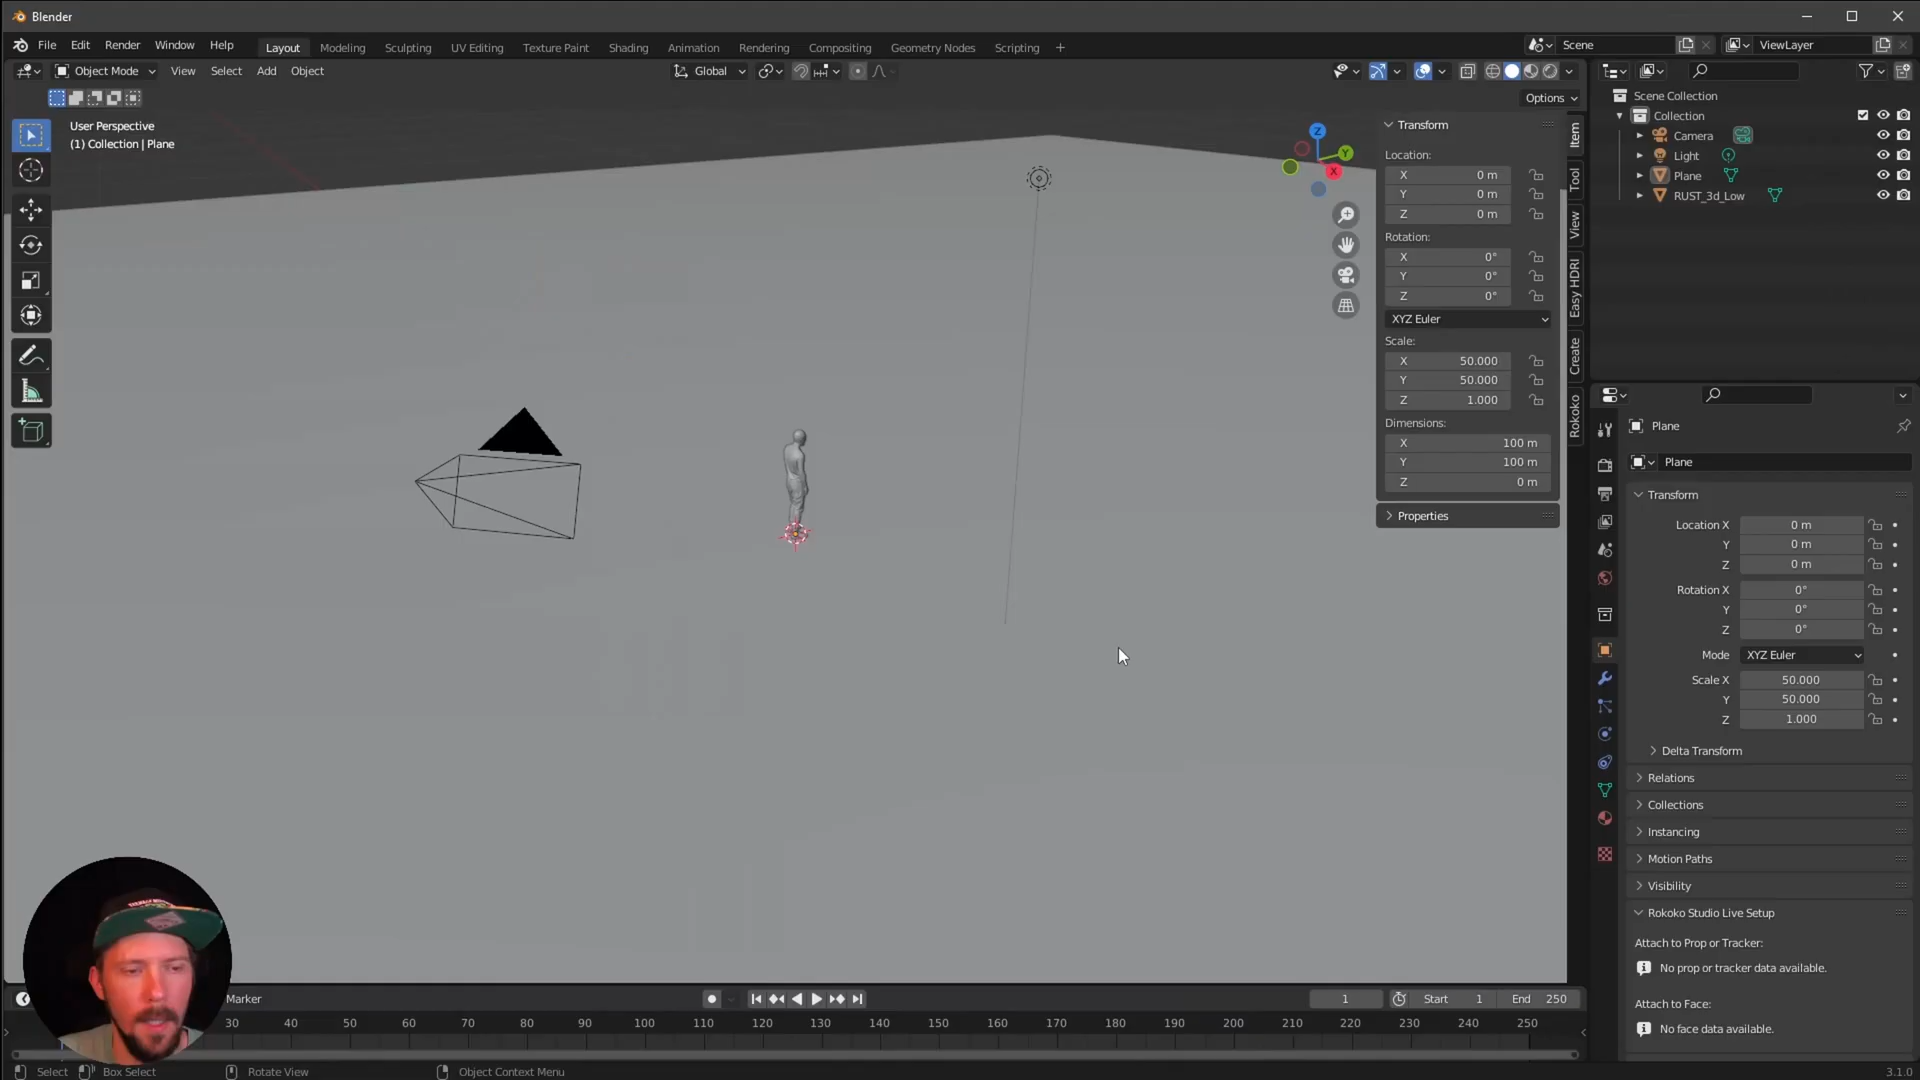 Blender
File Edit Render Window Help Layout Modeling Sculpting UV Editing Texture Paint Shading Animation Rendering Compositing Geometry Nodes Scripting + Scene ViewLayer
Object Mode View Select Add Object Global
Options
User Perspective
(1) Collection | Plane
Z
Y
X
Transform
Location:
X 0 m
Y 0 m
Z 0 m
Rotation:
X 0°
Y 0°
Z 0°
XYZ Euler
Scale:
X 50.000
Y 50.000
Z 1.000
Dimensions:
X 100 m
Y 100 m
Z 0 m
Properties
Item
Tool
View
Easy HDRI
Create
Rokoko
Scene Collection
Collection
Camera
Light
Plane
RUST_3d_Low
Plane
Plane
Transform
Location X 0 m
Y 0 m
Z 0 m
Rotation X 0°
Y 0°
Z 0°
Mode XYZ Euler
Scale X 50.000
Y 50.000
Z 1.000
Delta Transform
Relations
Collections
Instancing
Motion Paths
Visibility
Rokoko Studio Live Setup
Attach to Prop or Tracker:
No prop or tracker data available.
Attach to Face:
No face data available.
Marker 1 Start 1 End 250
30 40 50 60 70 80 90 100 110 120 130 140 150 160 170 180 190 200 210 220 230 240 250
Select Box Select Rotate View Object Context Menu 3.1.0